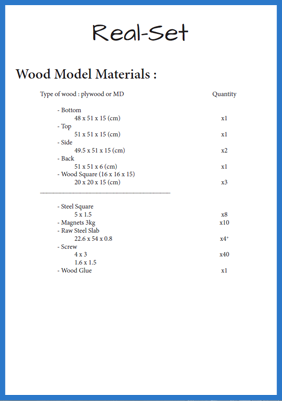 Real-Set
Wood Model Materials :
Type of wood : plywood or MD Quantity
- Bottom
48 x 51 x 15 (cm) x1
- Top
51 x 51 x 15 (cm) x1
- Side
49.5 x 51 x 15 (cm) x2
- Back
51 x 51 x 6 (cm) x1
- Wood Square (16 x 16 x 15)
20 x 20 x 15 (cm) x3
- Steel Square
5 x 1.5 x8
- Magnets 3kg x10
- Raw Steel Slab
22.6 x 54 x 0.8 x4
- Screw
4 x 3 x40
1.6 x 1.5
- Wood Glue x1